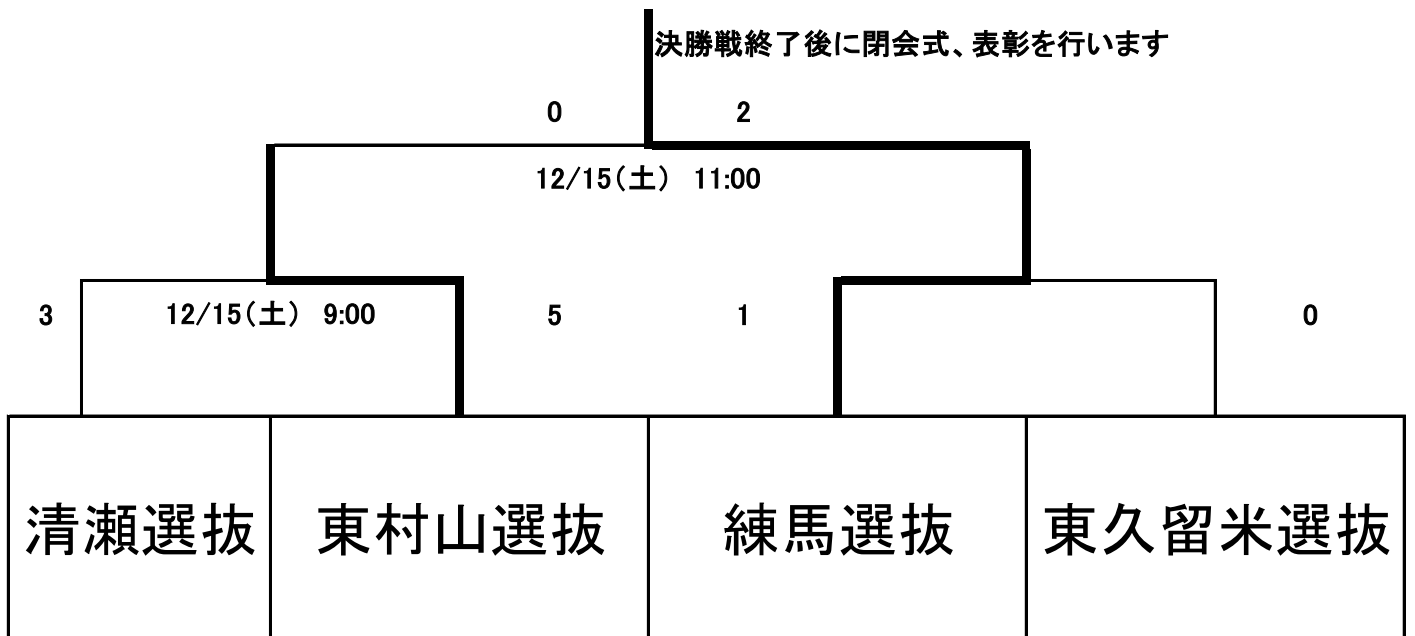 決勝戦終了後に閉会式、表彰を行います
0 2
12/15(土) 11:00
3 12/15(土) 9:00 5 1 0
清瀬選抜 東村山選抜 練馬選抜 東久留米選抜